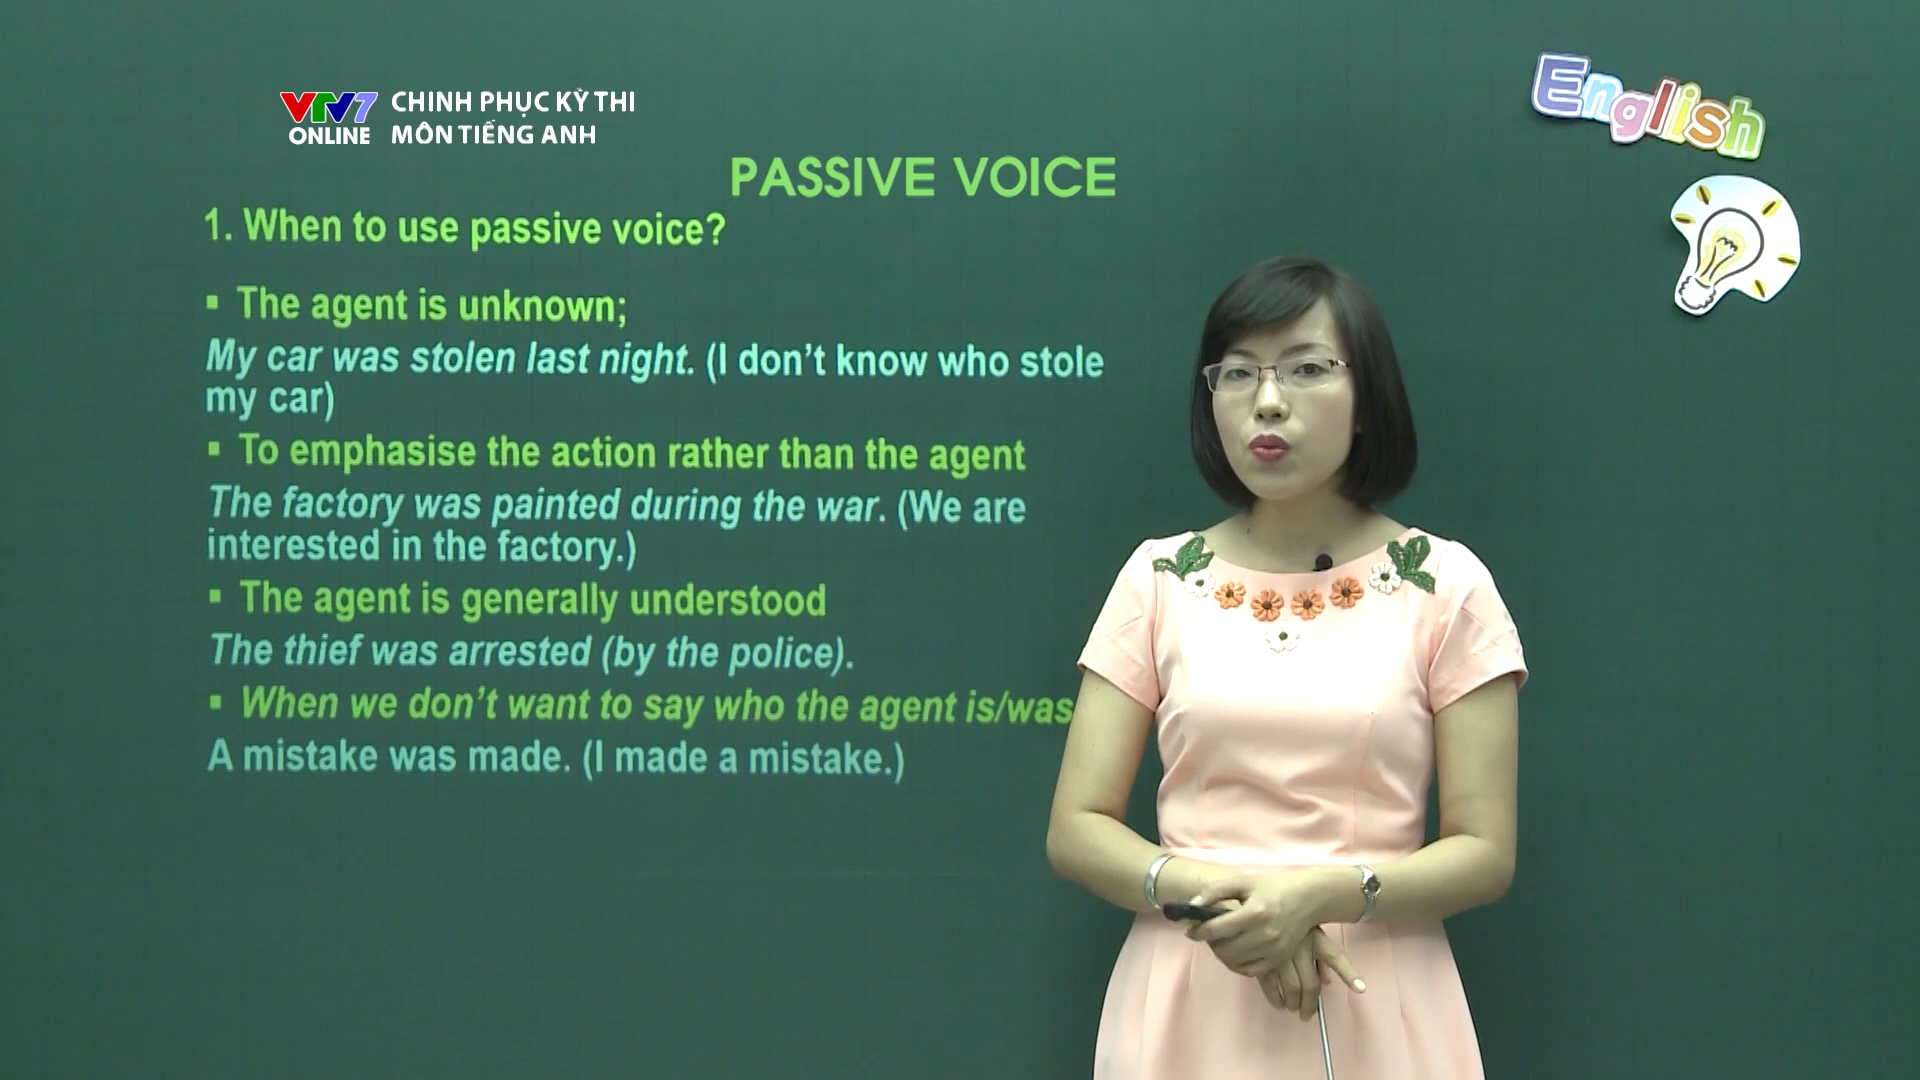 VTV7
ONLINE
CHINH PHỤC KỲ THI
MÔN TIẾNG ANH
English
PASSIVE VOICE
1. When to use passive voice?
▪ The agent is unknown;
My car was stolen last night. (I don't know who stole
my car)
▪ To emphasise the action rather than the agent
The factory was painted during the war. (We are
interested in the factory.)
▪ The agent is generally understood
The thief was arrested (by the police).
▪ When we don't want to say who the agent is/was
A mistake was made. (I made a mistake.)